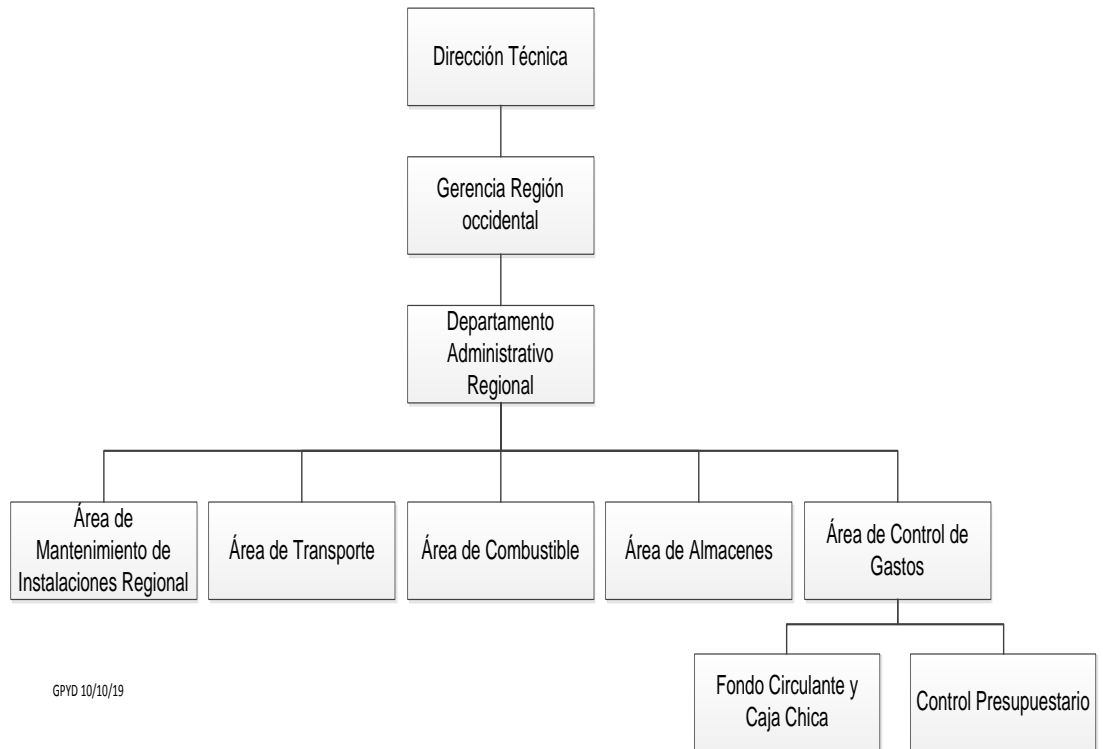 Dirección Técnica
Gerencia Región
occidental
Departamento
Administrativo
Regional
Área de
Mantenimiento de
Instalaciones Regional
Área de Transporte
Área de Combustible
Área de Almacenes
Área de Control de
Gastos
Fondo Circulante y
Caja Chica
Control Presupuestario
GPYD 10/10/19